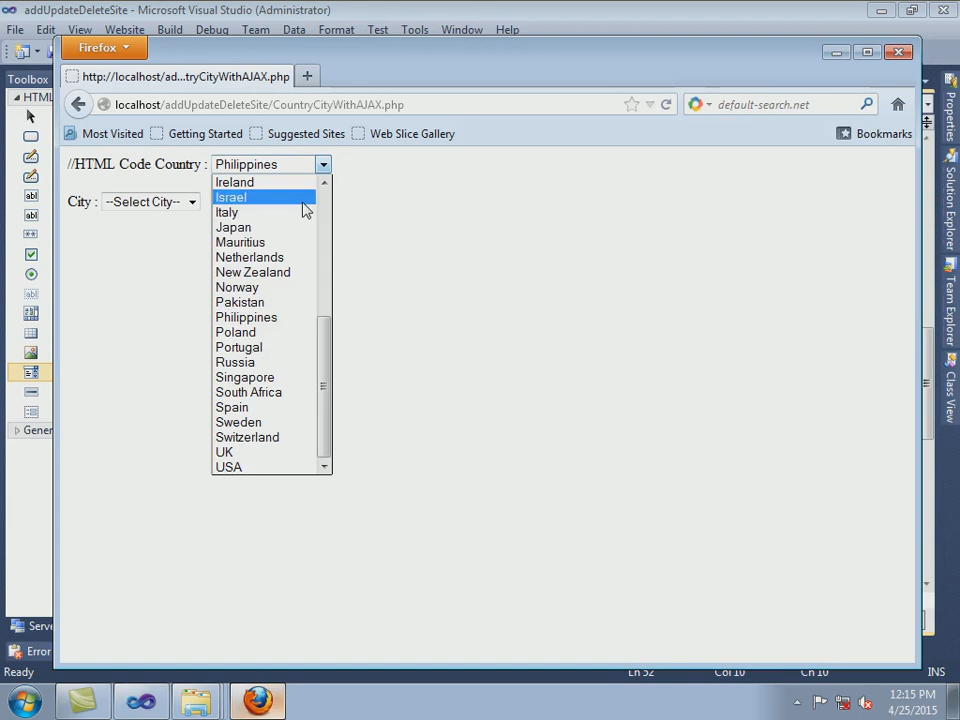 addUpdateDeleteSite - Microsoft Visual Studio (Administrator)
File Edit View Website Build Debug Team Data Format Test Tools Window Help
Firefox
http://localhost/ad...tryCityWithAJAX.php
localhost/addUpdateDeleteSite/CountryCityWithAJAX.php
default-search.net
Most Visited Getting Started Suggested Sites Web Slice Gallery
Bookmarks
Toolbox
HTML
//HTML Code Country : Philippines
City : --Select City--
Ireland
Israel
Italy
Japan
Mauritius
Netherlands
New Zealand
Norway
Pakistan
Philippines
Poland
Portugal
Russia
Singapore
South Africa
Spain
Sweden
Switzerland
UK
USA
Gener
Serve
Error
Properties
Solution Explorer
Team Explorer
Class View
Ready
Ln 52 Col 10 Ch 10 INS
12:15 PM
4/25/2015